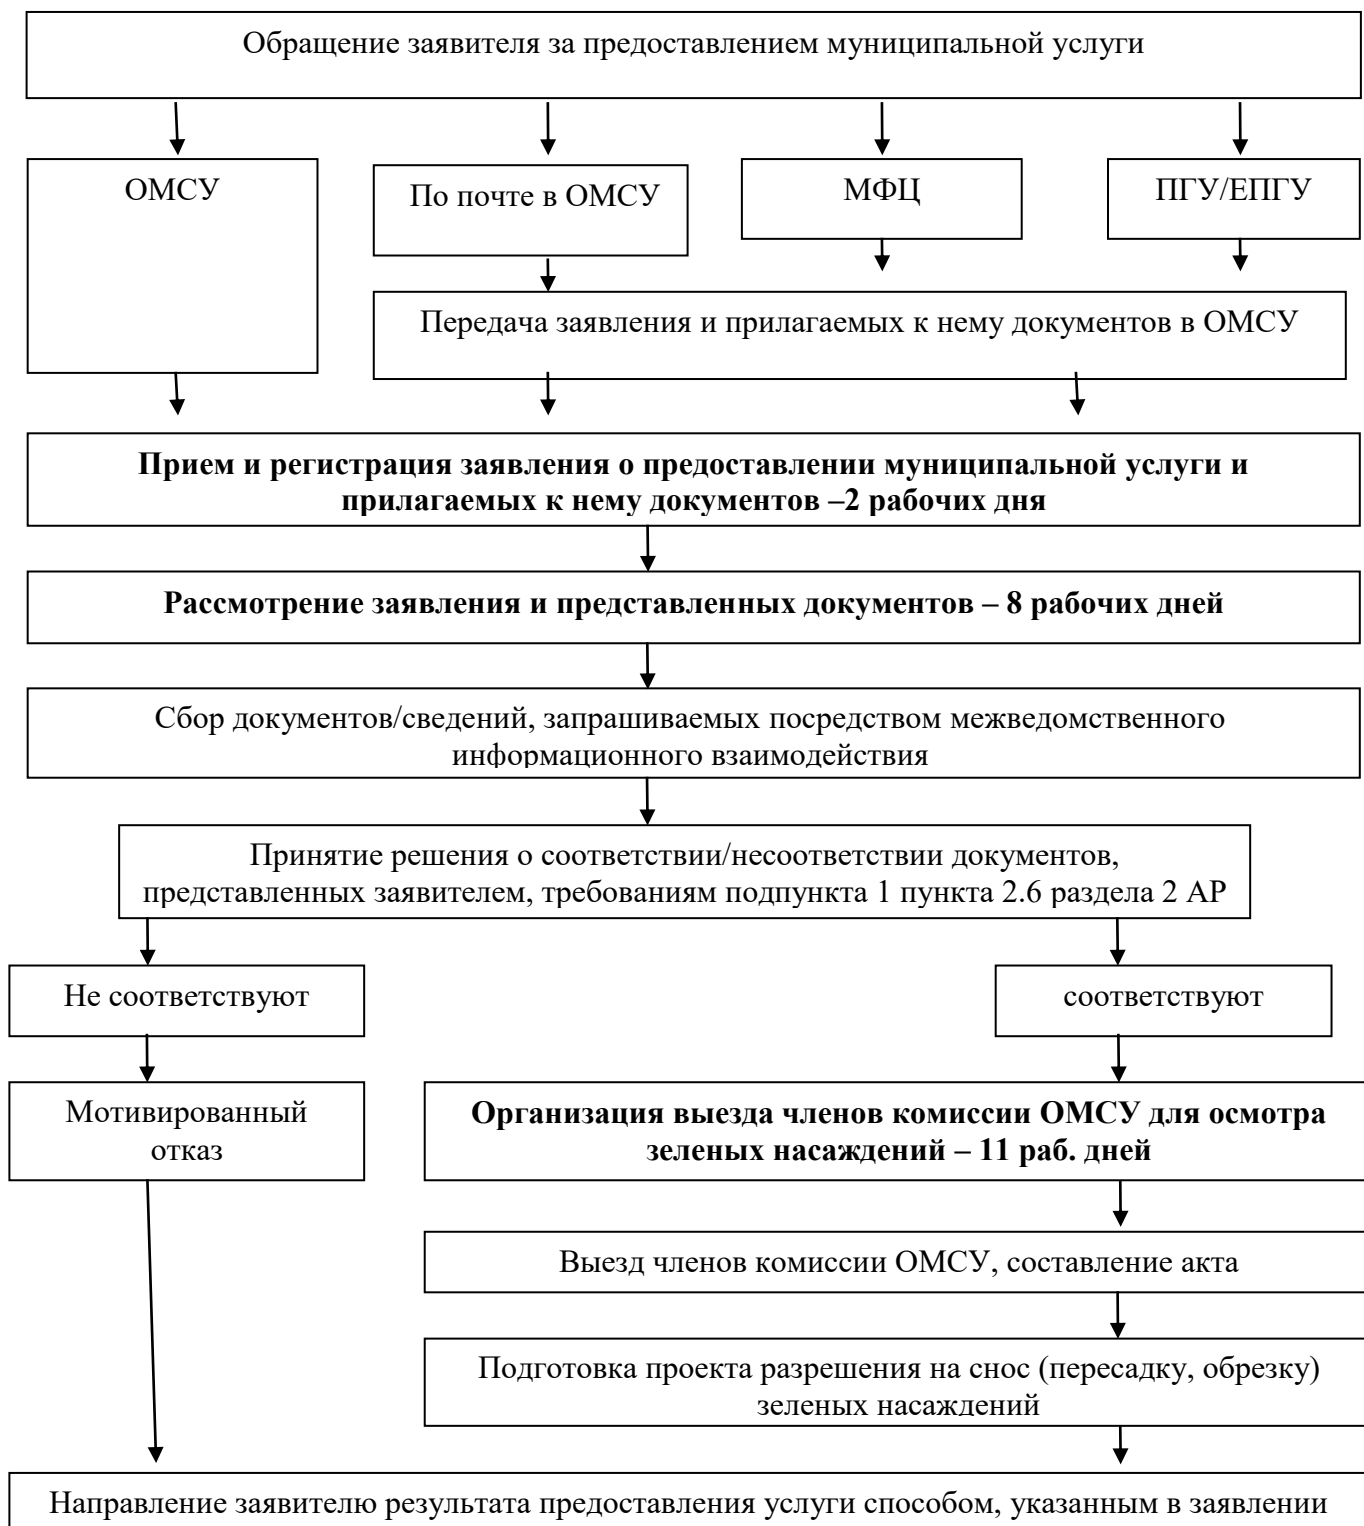 Обращение заявителя за предоставлением муниципальной услуги
ОМСУ
По почте в ОМСУ
МФЦ
ПГУ/ЕПГУ
Передача заявления и прилагаемых к нему документов в ОМСУ
Прием и регистрация заявления о предоставлении муниципальной услуги и
прилагаемых к нему документов –2 рабочих дня
Рассмотрение заявления и представленных документов – 8 рабочих дней
Сбор документов/сведений, запрашиваемых посредством межведомственного
информационного взаимодействия
Принятие решения о соответствии/несоответствии документов,
представленных заявителем, требованиям подпункта 1 пункта 2.6 раздела 2 АР
Не соответствуют
соответствуют
Мотивированный
отказ
Организация выезда членов комиссии ОМСУ для осмотра
зеленых насаждений – 11 раб. дней
Выезд членов комиссии ОМСУ, составление акта
Подготовка проекта разрешения на снос (пересадку, обрезку)
зеленых насаждений
Направление заявителю результата предоставления услуги способом, указанным в заявлении